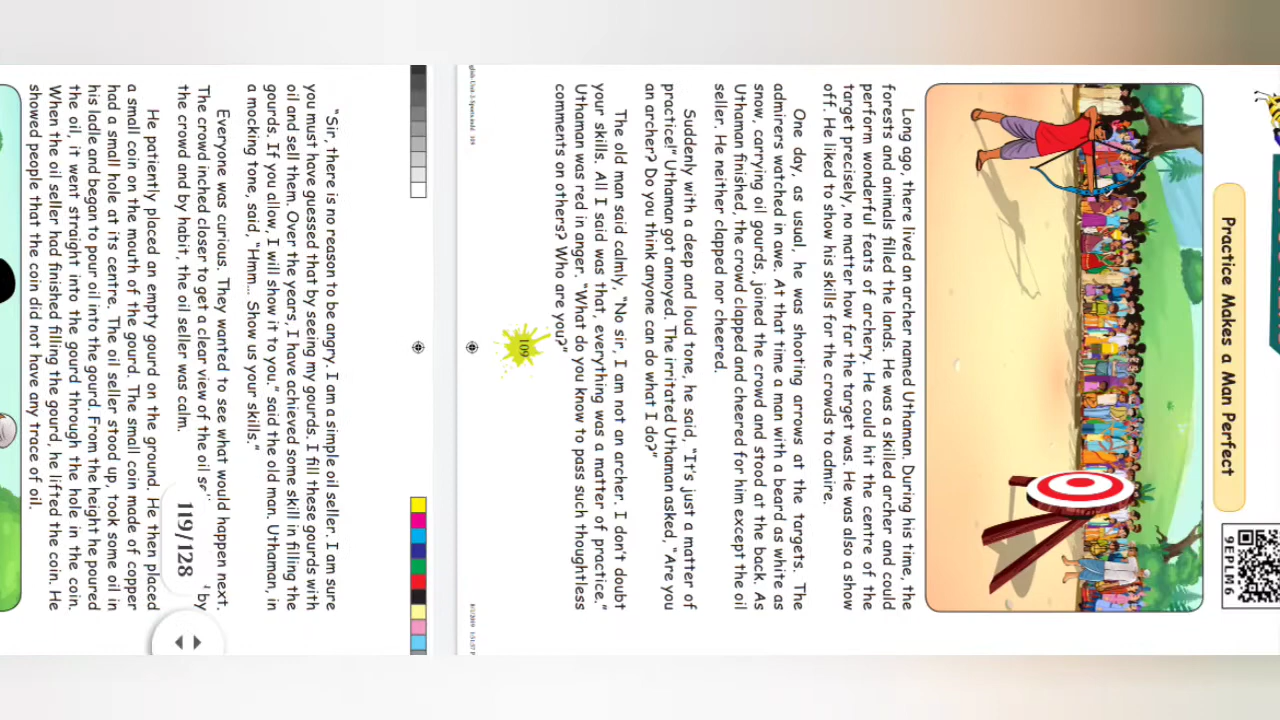 Practice Makes a Man Perfect
9EPLM6
Long ago, there lived an archer named Uthaman. During his time, the
forests and animals filled the lands. He was a skilled archer and could
perform wonderful feats of archery. He could hit the centre of the
target precisely, no matter how far the target was. He was also a show
off. He liked to show his skills for the crowds to admire.
One day, as usual, he was shooting arrows at the targets. The
admirers watched in awe. At that time a man with a beard as white as
snow, carrying oil gourds, joined the crowd and stood at the back. As
Uthaman finished, the crowd clapped and cheered for him except the oil
seller. He neither clapped nor cheered.
Suddenly with a deep and loud tone, he said, "It's just a matter of
practice!" Uthaman got annoyed. The irritated Uthaman asked, "Are you
an archer? Do you think anyone can do what I do?"
The old man said calmly, "No sir, I am not an archer. I don't doubt
your skills. All I said was that, everything was a matter of practice."
Uthaman was red in anger. "What do you know to pass such thoughtless
comments on others? Who are you?"
109
"Sir, there is no reason to be angry. I am a simple oil seller. I am sure
you must have guessed that by seeing my gourds. I fill these gourds with
oil and sell them. Over the years, I have achieved some skill in filling the
gourds. If you allow, I will show it to you." said the old man. Uthaman, in
a mocking tone, said, "Hmm... Show us your skills."
Everyone was curious. They wanted to see what would happen next.
The crowd inched closer to get a clear view of the oil by
the crowd and by habit, the oil seller was calm.
119/128
He patiently placed an empty gourd on the ground. He then placed
a small coin on the mouth of the gourd. The small coin made of copper
had a small hole at its centre. The oil seller stood up, took some oil in
his ladle and began to pour oil into the gourd. From the height he poured
the oil, it went straight into the gourd through the hole in the coin.
When the oil seller had finished filling the gourd, he lifted the coin. He
showed people that the coin did not have any trace of oil.